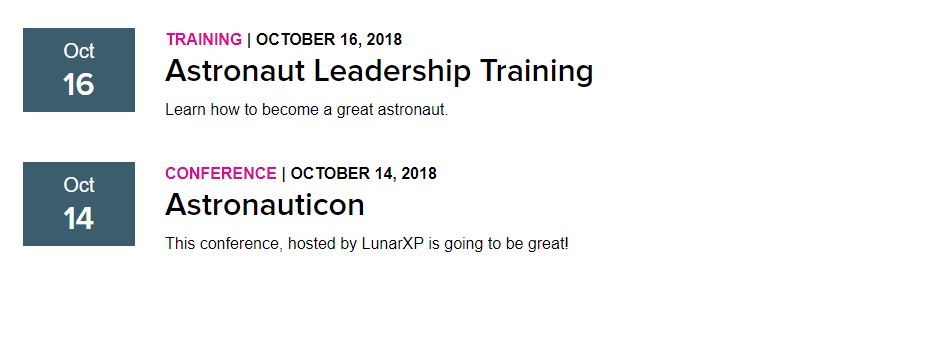 Oct
16
TRAINING | OCTOBER 16, 2018
Astronaut Leadership Training
Learn how to become a great astronaut.
Oct
14
CONFERENCE | OCTOBER 14, 2018
Astronauticon
This conference, hosted by LunarXP is going to be great!